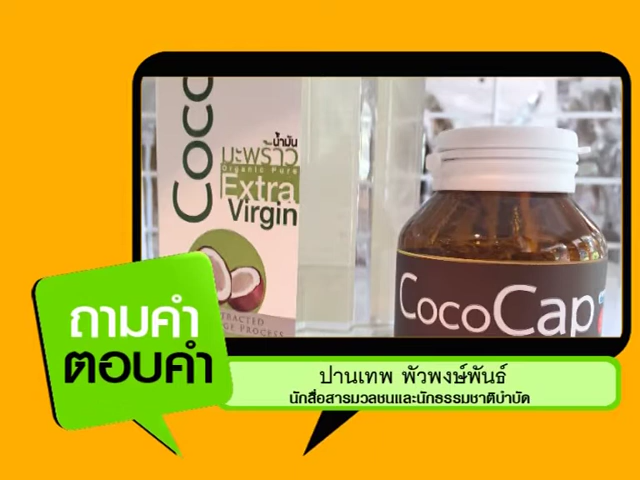 Coco
น้ำมัน
มะพร้าว
Organic Pure
Extra
Virgin
CocoCap
ถามคำ
ตอบคำ
ปานเทพ พัวพงษ์พันธ์
นักสื่อสารมวลชนและนักธรรมชาติบำบัด